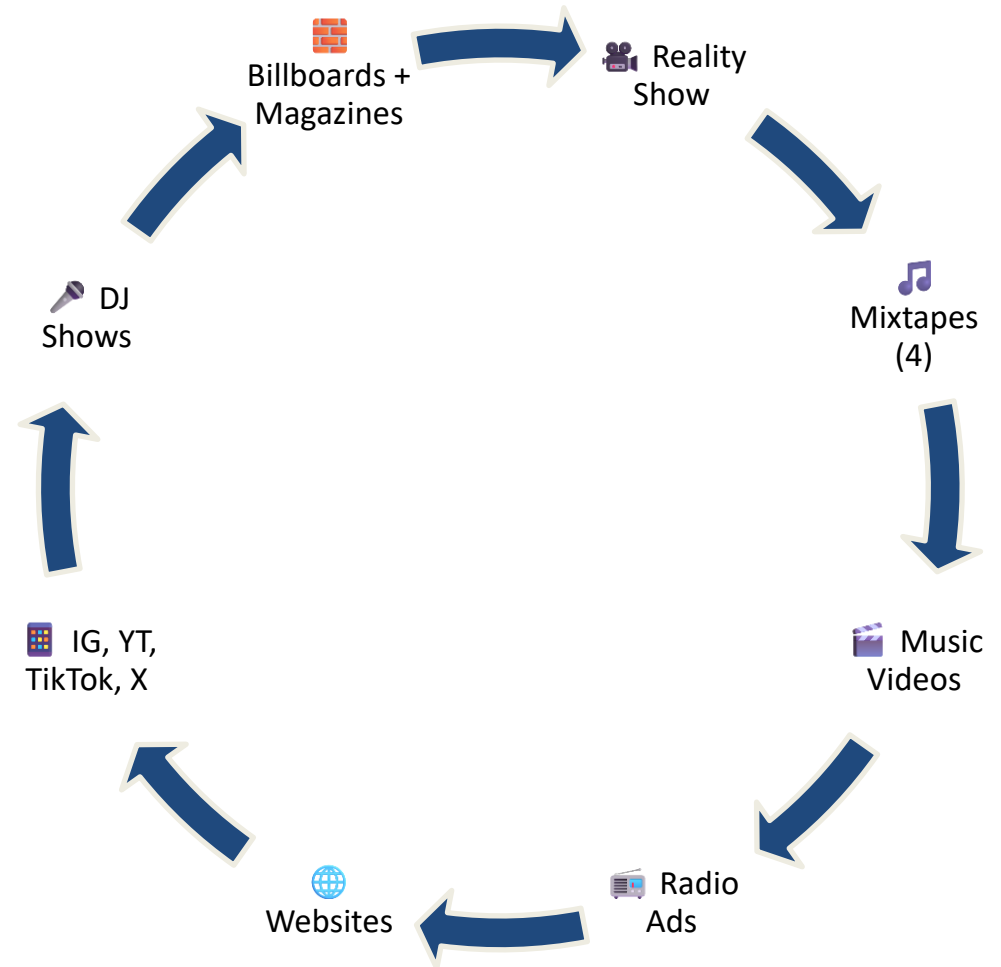 Billboards +
Magazines
Reality
Show
Mixtapes
(4)
Music
Videos
Radio
Ads
Websites
IG, YT,
TikTok, X
DJ
Shows